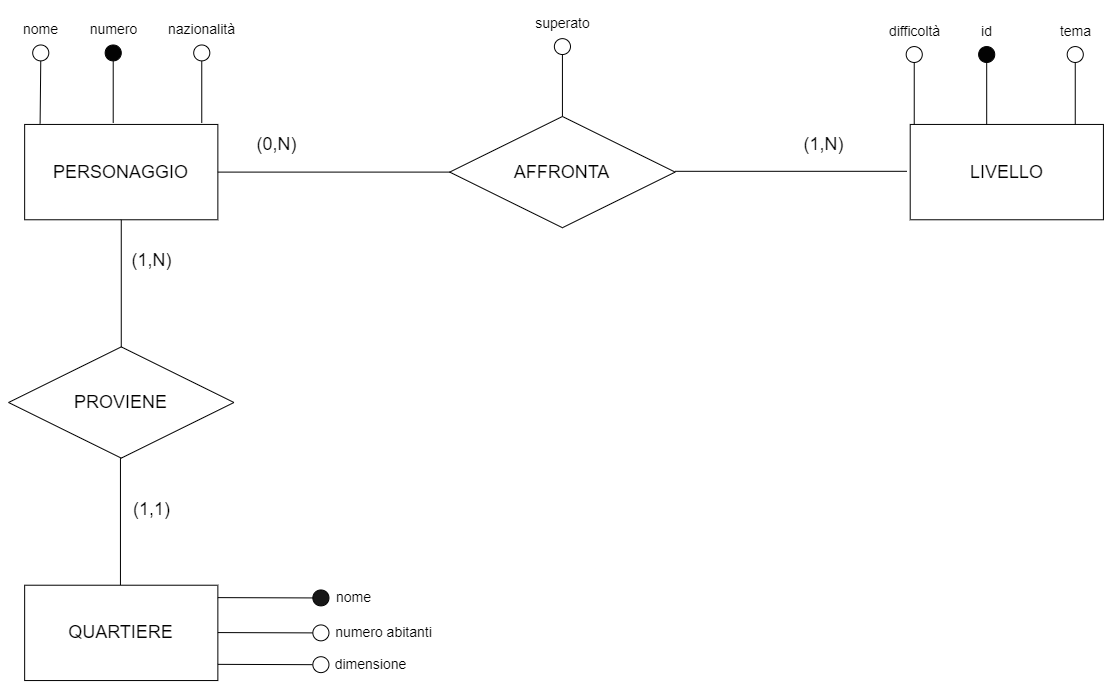 nome
numero
nazionalità
superato
difficoltà
id
tema
PERSONAGGIO
(0,N)
AFFRONTA
(1,N)
LIVELLO
(1,N)
PROVIENE
(1,1)
QUARTIERE
nome
numero abitanti
dimensione